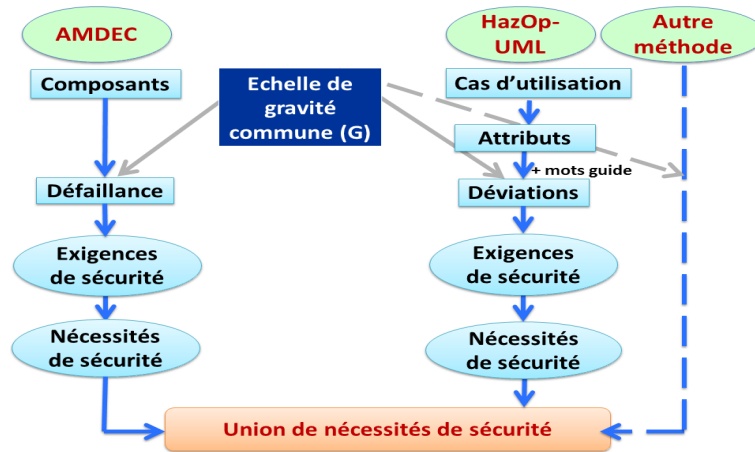 AMDEC
HazOp-
UML
Autre
méthode
Composants
Echelle de
gravité
commune (G)
Cas d’utilisation
Attributs
+ mots guide
Défaillance
Déviations
Exigences
de sécurité
Exigences
de sécurité
Nécessités
de sécurité
Nécessités
de sécurité
Union de nécessités de sécurité